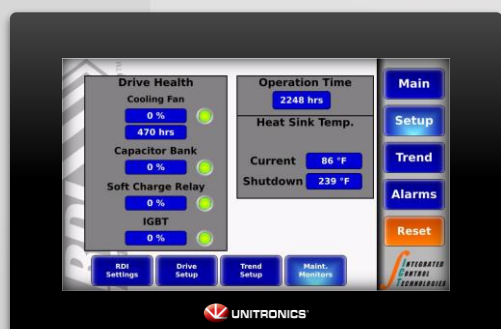 Drive Health
Cooling Fan
0 %
470 hrs
Capacitor Bank
0 %
Soft Charge Relay
0 %
IGBT
0 %
Operation Time
2248 hrs
Heat Sink Temp.
Current 86 °F
Shutdown 239 °F
Main
Setup
Trend
Alarms
Reset
RDI
Settings
Drive
Setup
Trend
Setup
Maint.
Monitors
INTEGRATED
CONTROL
TECHNOLOGIES
UNITRONICS